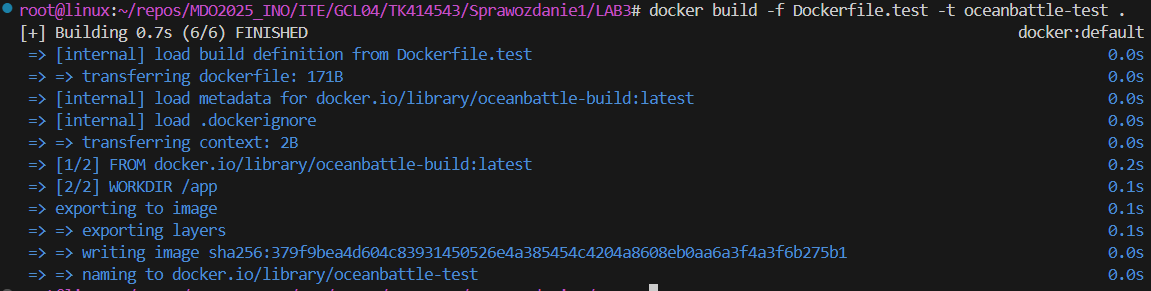 root@linux:~/repos/MDO2025_INO/ITE/GCL04/TK414543/Sprawozdanie1/LAB3# docker build -f Dockerfile.test -t oceanbattle-test .
[+] Building 0.7s (6/6) FINISHED docker:default
=> [internal] load build definition from Dockerfile.test 0.0s
=> => transferring dockerfile: 171B 0.0s
=> [internal] load metadata for docker.io/library/oceanbattle-build:latest 0.0s
=> [internal] load .dockerignore 0.0s
=> => transferring context: 2B 0.0s
=> [1/2] FROM docker.io/library/oceanbattle-build:latest 0.2s
=> [2/2] WORKDIR /app 0.1s
=> exporting to image 0.1s
=> => exporting layers 0.1s
=> => writing image sha256:379f9bea4d604c83931450526e4a385454c4204a8608eb0aa6a3f4a3f6b275b1 0.0s
=> => naming to docker.io/library/oceanbattle-test 0.0s